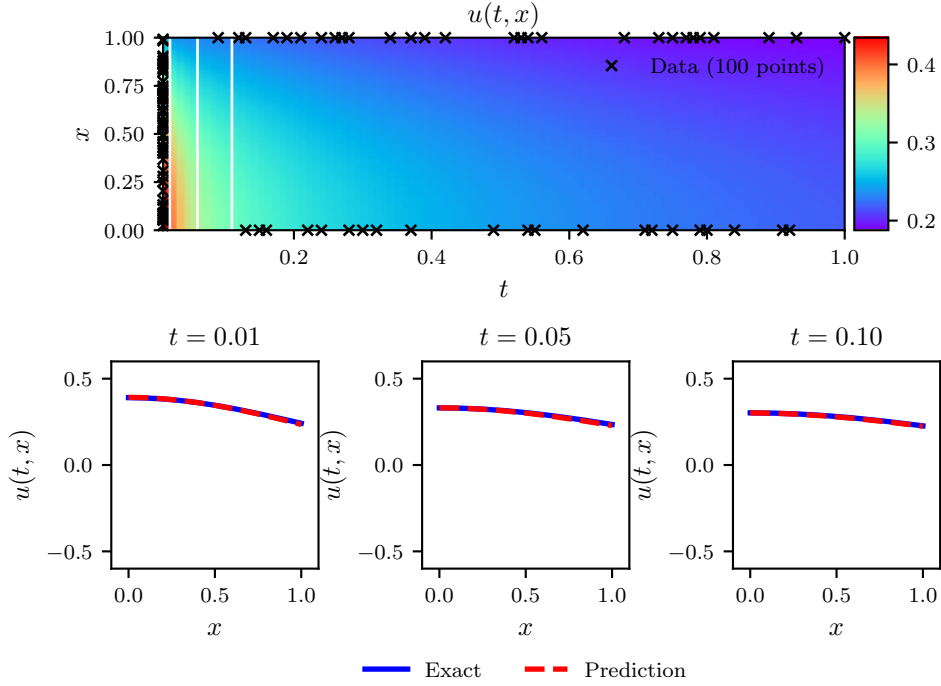 u(t, x)
1.00
0.75
0.50
0.25
0.00
x
Data (100 points)
0.2
0.4
0.6
0.8
1.0
t
0.4
0.3
0.2
t = 0.01
t = 0.05
t = 0.10
u(t, x)
0.5
0.0
−0.5
0.0
0.5
1.0
x
u(t, x)
0.5
0.0
−0.5
0.0
0.5
1.0
x
u(t, x)
0.5
0.0
−0.5
0.0
0.5
1.0
x
Exact
Prediction